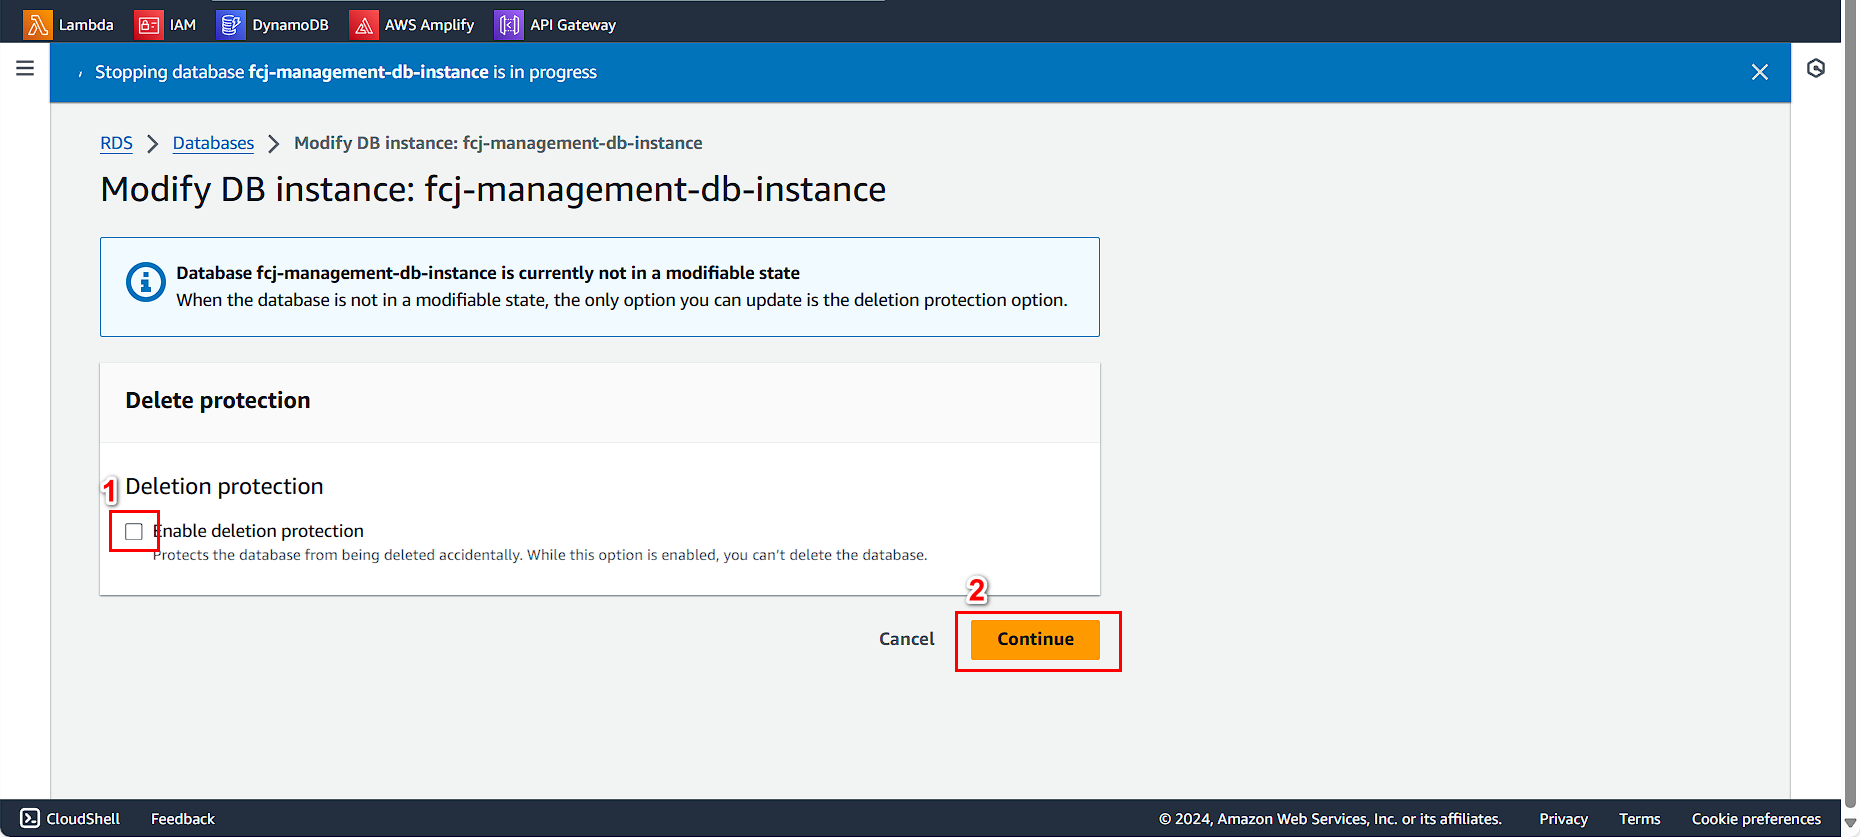 Lambda IAM DynamoDB AWS Amplify API Gateway
Stopping database fcj-management-db-instance is in progress
RDS Databases Modify DB instance: fcj-management-db-instance
Modify DB instance: fcj-management-db-instance
Database fcj-management-db-instance is currently not in a modifiable state
When the database is not in a modifiable state, the only option you can update is the deletion protection option.
Delete protection
1 Deletion protection
Enable deletion protection
Protects the database from being deleted accidentally. While this option is enabled, you can't delete the database.
2
Cancel Continue
CloudShell Feedback © 2024, Amazon Web Services, Inc. or its affiliates. Privacy Terms Cookie preferences